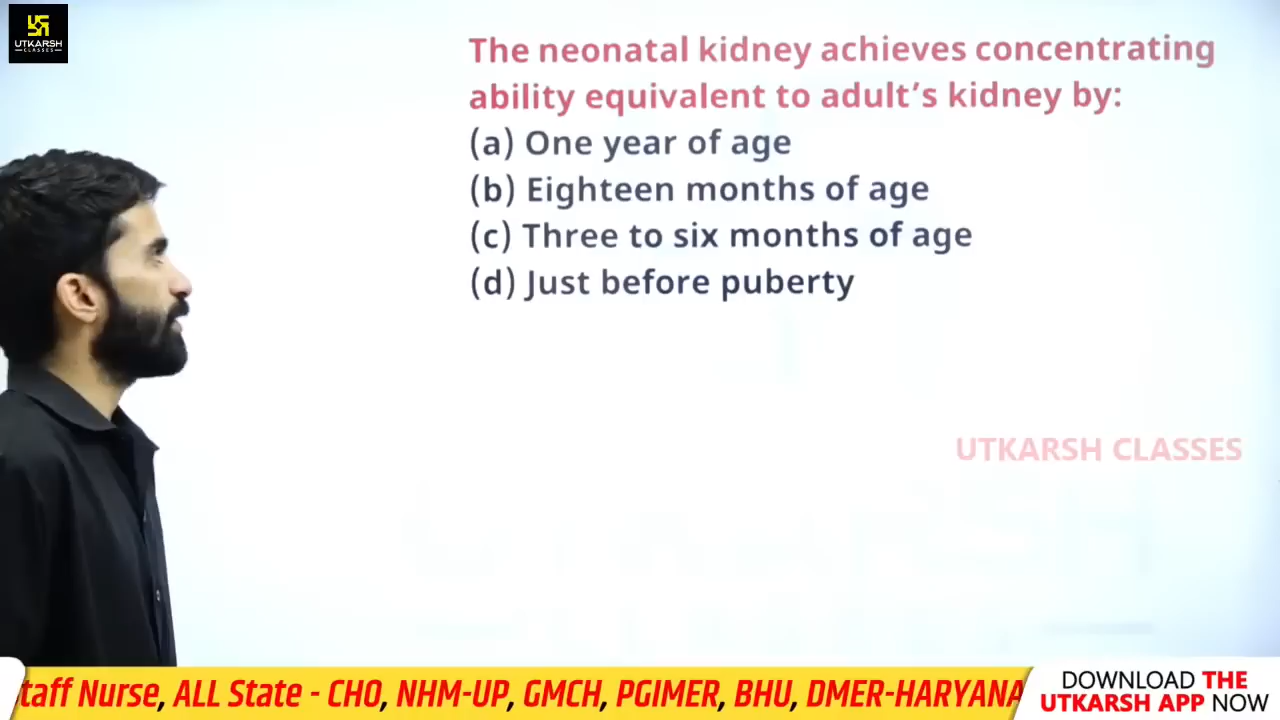 UTKARSH
CLASSES
The neonatal kidney achieves concentrating
ability equivalent to adult’s kidney by:
(a) One year of age
(b) Eighteen months of age
(c) Three to six months of age
(d) Just before puberty
UTKARSH CLASSES
taff Nurse, ALL State - CHO, NHM-UP, GMCH, PGIMER, BHU, DMER-HARYANA
DOWNLOAD THE
UTKARSH APP NOW